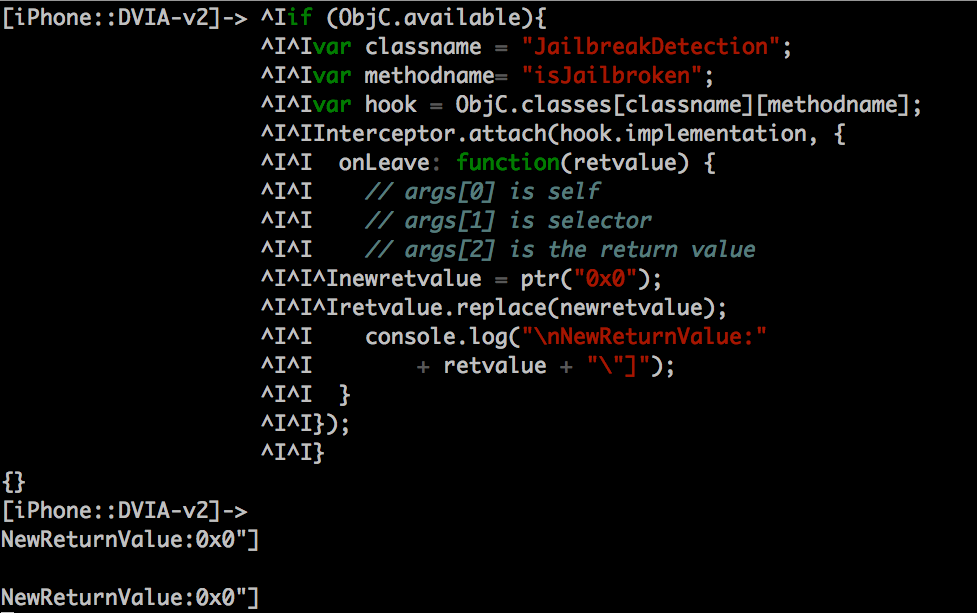 [iPhone::DVIA-v2]-> ^Iif (ObjC.available){
^I^Ivar classname = "JailbreakDetection";
^I^Ivar methodname= "isJailbroken";
^I^Ivar hook = ObjC.classes[classname][methodname];
^I^IInterceptor.attach(hook.implementation, {
^I^I  onLeave: function(retvalue) {
^I^I    // args[0] is self
^I^I    // args[1] is selector
^I^I    // args[2] is the return value
^I^I^Inewretvalue = ptr("0x0");
^I^I^Iretvalue.replace(newretvalue);
^I^I    console.log("\nNewReturnValue:"
^I^I        + retvalue + "\"]");
^I^I  }
^I^I});
^I^I}
{}
[iPhone::DVIA-v2]->
NewReturnValue:0x0"]
NewReturnValue:0x0"]